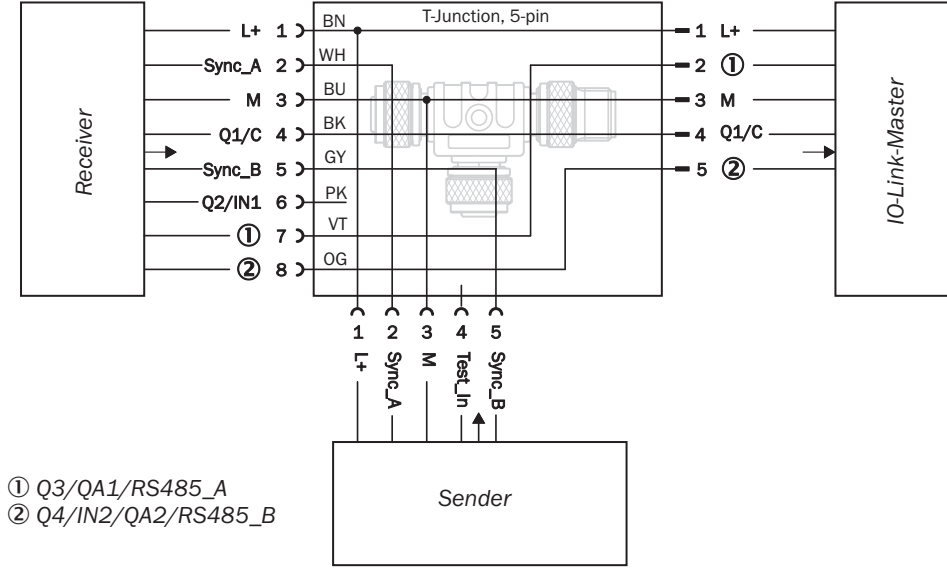 T-Junction, 5-pin
L+ 1 BN 1 L+
Sync_A 2 WH 2 ①
M 3 BU 3 M
Q1/C 4 BK 4 Q1/C
Sync_B 5 GY 5 ②
Q2/IN1 6 PK
① 7 VT
② 8 OG
Receiver
IO-Link-Master
1 2 3 4 5
L+ Sync_A M Test_In Sync_B
Sender
① Q3/QA1/RS485_A
② Q4/IN2/QA2/RS485_B